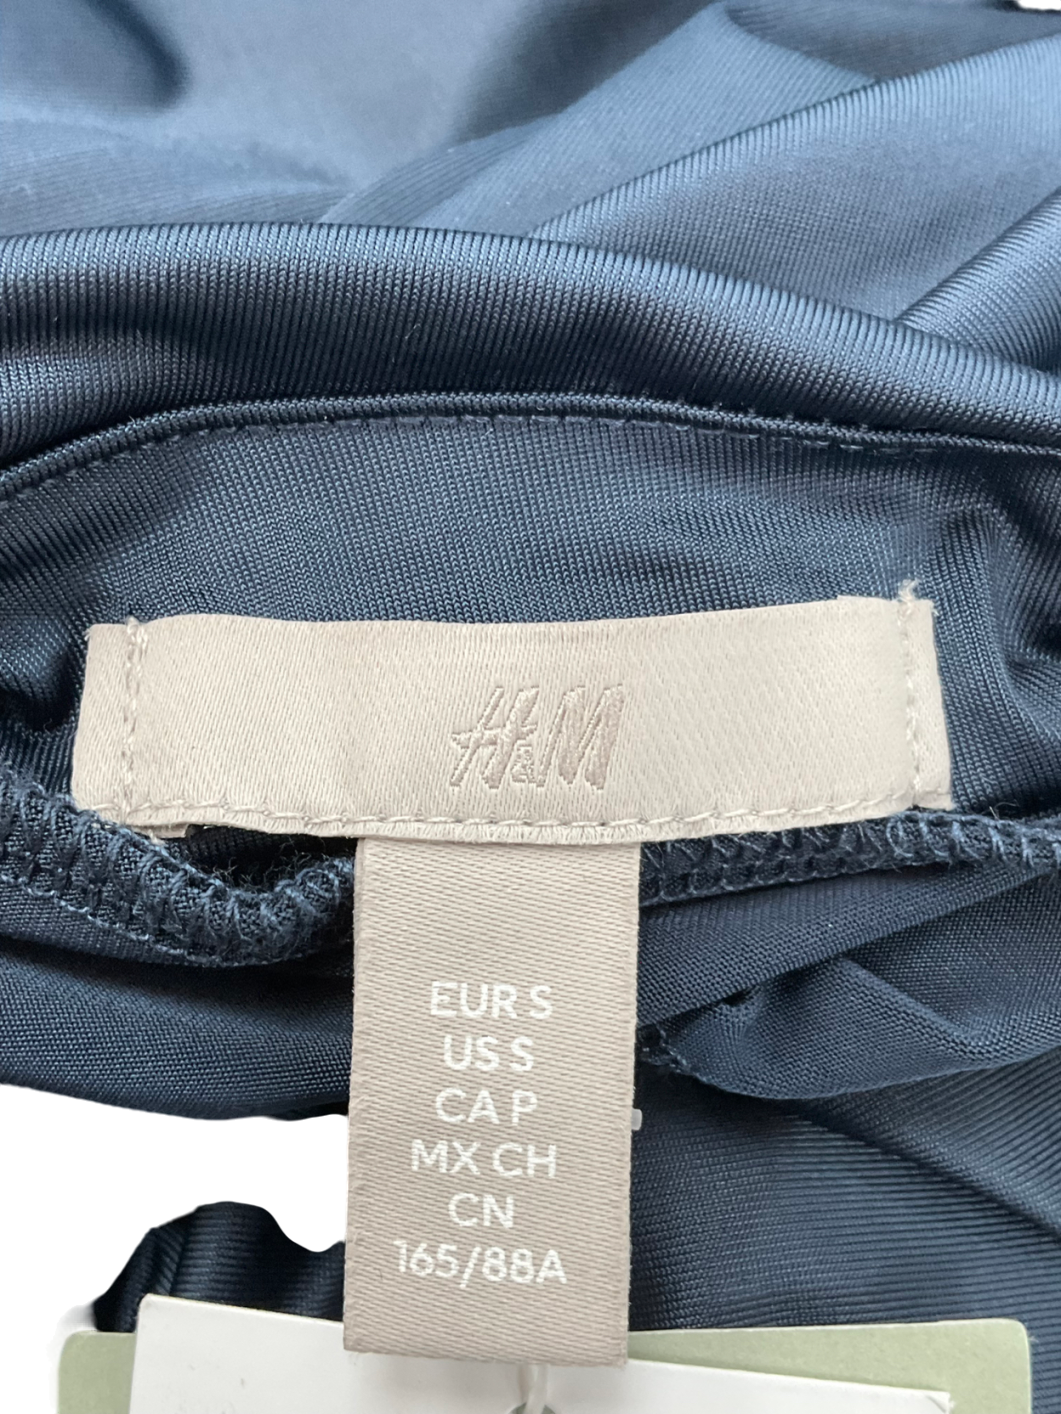 H&M
EUR S
US S
CA P
MX CH
CN
165/88A